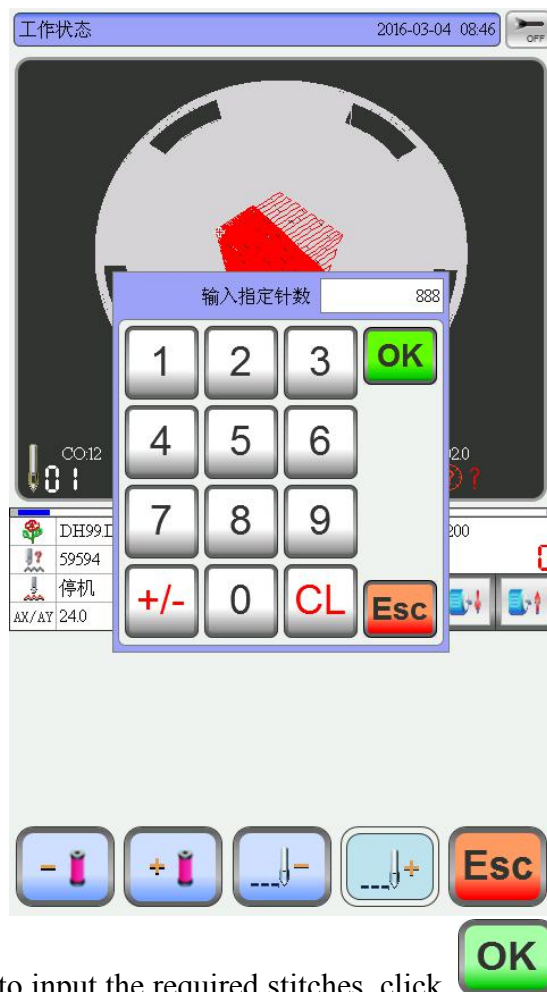 工作状态 2016-03-04 08:46 OFF
输入指定针数 888
1 2 3 OK
4 5 6
CO:12
01 ?
7 8 9
DH99.
59594
停机
+/- 0 CL Esc
AX/AY 24.0
- + - + Esc
to input the required stitches, click OK